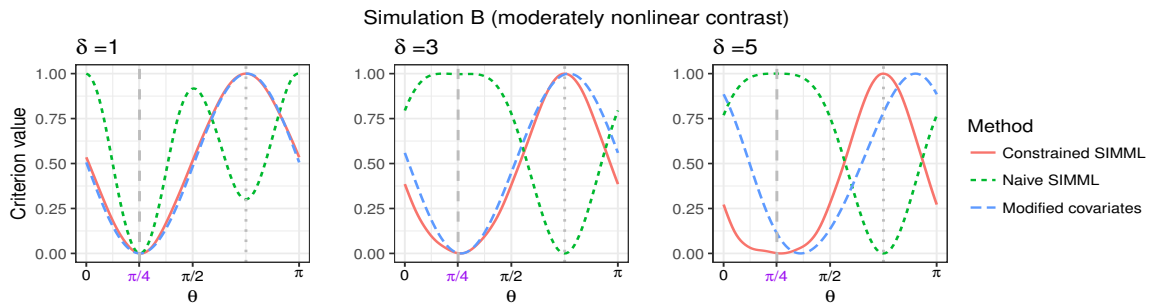 Simulation B (moderately nonlinear contrast)
δ =1
δ =3
δ =5
Criterion value
1.00
0.75
0.50
0.25
0.00
0
π/4
π/2
π
θ
1.00
0.75
0.50
0.25
0.00
0
π/4
π/2
π
θ
1.00
0.75
0.50
0.25
0.00
0
π/4
π/2
π
θ
Method
Constrained SIMML
Naive SIMML
Modified covariates